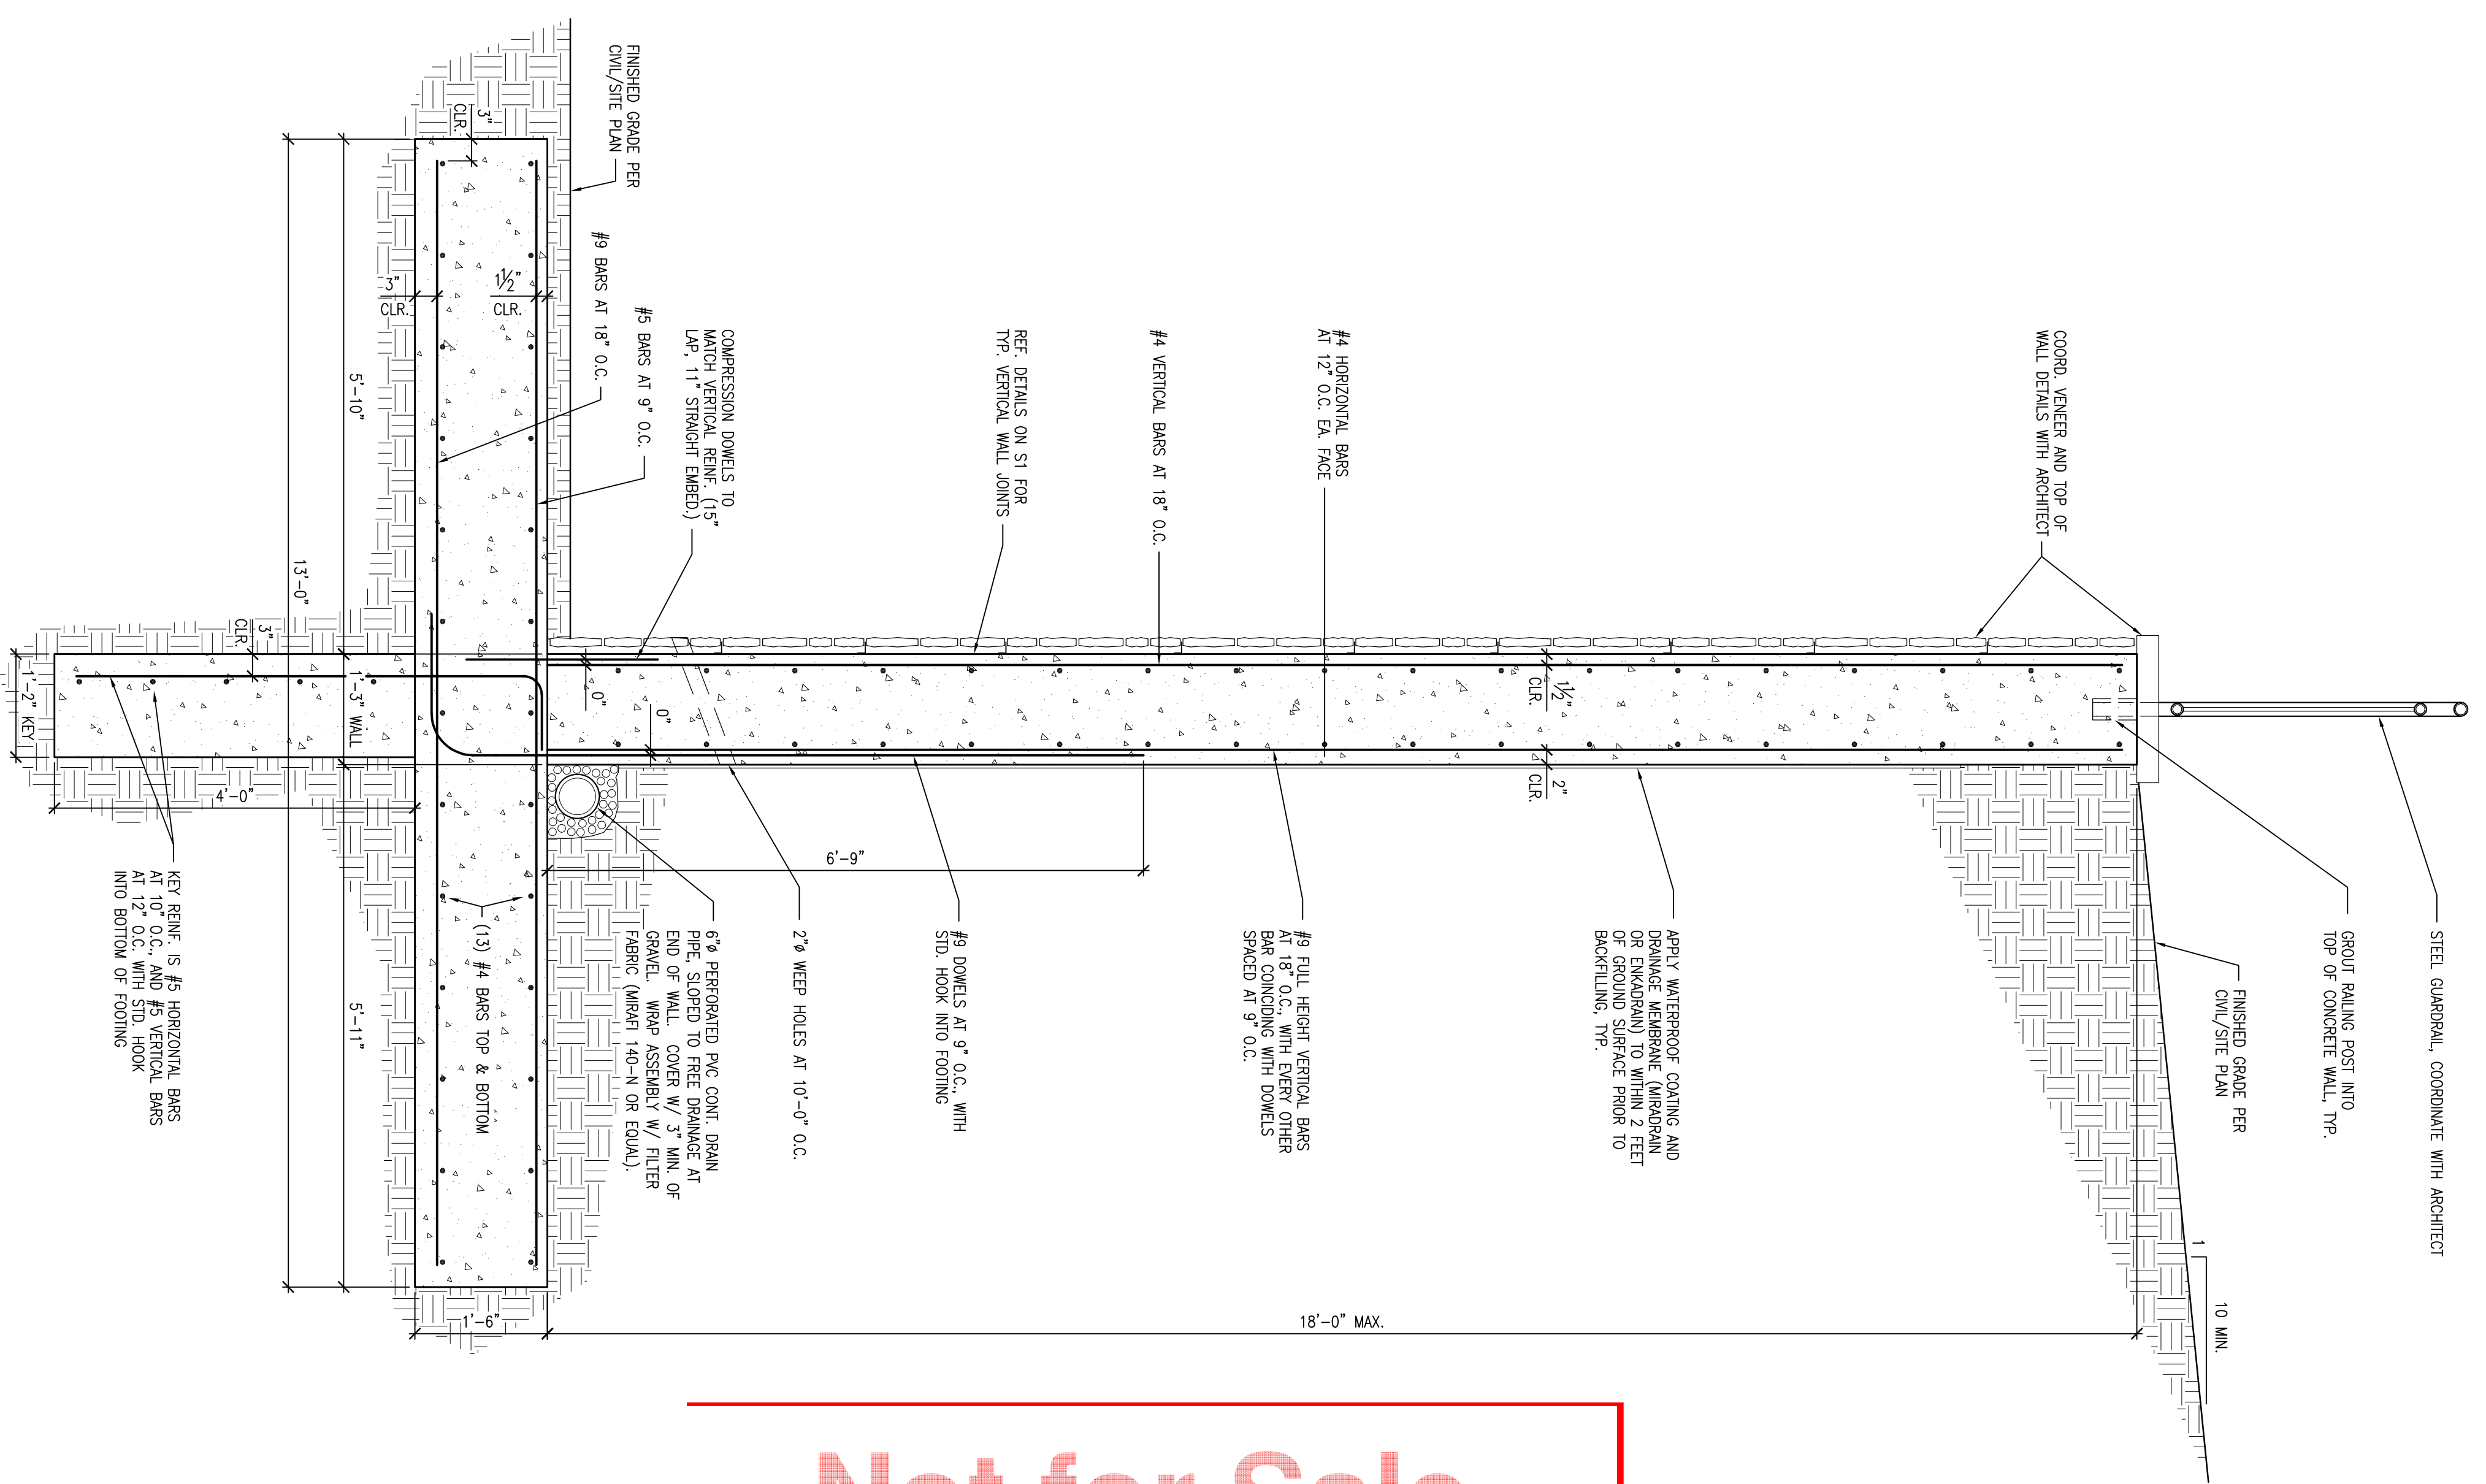 STEEL GUARDRAIL, COORDINATE WITH ARCHITECT
GROUT RAILING POST INTO
TOP OF CONCRETE WALL, TYP.
FINISHED GRADE PER
CIVIL/SITE PLAN
1
10 MIN.
COORD. VENEER AND TOP OF
WALL DETAILS WITH ARCHITECT
APPLY WATERPROOF COATING AND
DRAINAGE MEMBRANE (MIRADRAIN
OR ENKADRAIN) TO WITHIN 2 FEET
OF GROUND SURFACE PRIOR TO
BACKFILLING, TYP.
1½"
CLR.
2"
CLR.
18'-0" MAX.
#4 HORIZONTAL BARS
AT 12" O.C. EA. FACE
#9 FULL HEIGHT VERTICAL BARS
AT 18" O.C., WITH EVERY OTHER
BAR COINCIDING WITH DOWELS
SPACED AT 9" O.C.
#4 VERTICAL BARS AT 18" O.C.
REF. DETAILS ON S1 FOR
TYP. VERTICAL WALL JOINTS
#9 DOWELS AT 9" O.C., WITH
STD. HOOK INTO FOOTING
6'-9"
2"ø WEEP HOLES AT 10'-0" O.C.
COMPRESSION DOWELS TO
MATCH VERTICAL REINF. (15"
LAP, 11" STRAIGHT EMBED.)
6"ø PERFORATED PVC CONT. DRAIN
PIPE, SLOPED TO FREE DRAINAGE AT
END OF WALL. COVER W/ 3" MIN. OF
GRAVEL. WRAP ASSEMBLY W/ FILTER
FABRIC (MIRAFI 140-N OR EQUAL).
0"
0"
#5 BARS AT 9" O.C.
#9 BARS AT 18" O.C.
FINISHED GRADE PER
CIVIL/SITE PLAN
1½"
CLR.
3"
CLR.
3"
CLR.
(13) #4 BARS TOP & BOTTOM
1'-6"
5'-10"
1'-3" WALL
5'-11"
13'-0"
3"
CLR.
4'-0"
KEY REINF. IS #5 HORIZONTAL BARS
AT 10" O.C., AND #5 VERTICAL BARS
AT 12" O.C. WITH STD. HOOK
INTO BOTTOM OF FOOTING
1'-2" KEY
Not for Sale